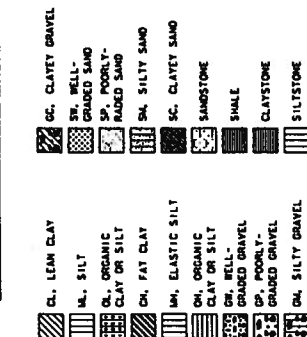 CL. LEAN CLAY
ML. SILT
OL. ORGANIC
CLAY OR SILT
CH. FAT CLAY
MH. ELASTIC SILT
OH. ORGANIC
CLAY OR SILT
GW. WELL-
GRADED GRAVEL
GP. POORLY-
GRADED GRAVEL
GM. SILTY GRAVEL
GC. CLAYEY GRAVEL
SW. WELL-
GRADED SAND
SP. POORLY-
RADED SAND
SM. SILTY SAND
SC. CLAYEY SAND
SANDSTONE
SHALE
CLAYSTONE
SILTSTONE